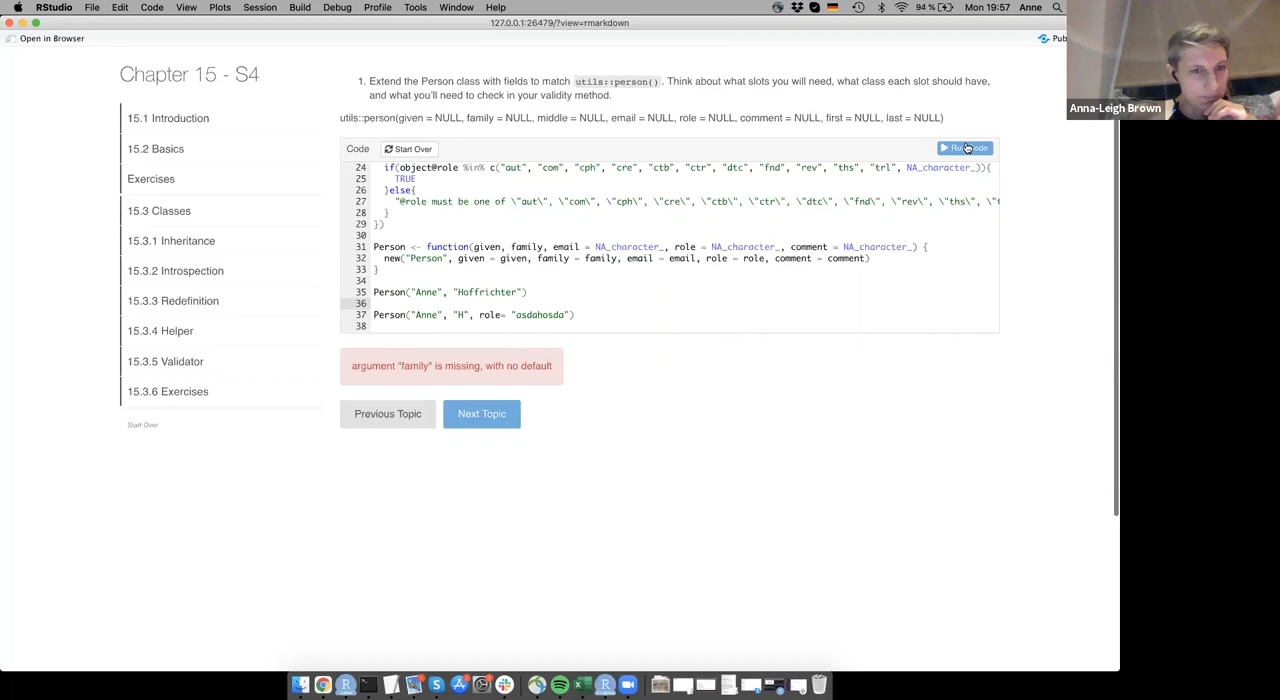 RStudio File Edit Code View Plots Session Build Debug Profile Tools Window Help 94 % Mon 19:57 Anne
127.0.0.1:26479/?view=rmarkdown
Open in Browser
Pub
Anna-Leigh Brown
Chapter 15 - S4
15.1 Introduction
15.2 Basics
Exercises
15.3 Classes
15.3.1 Inheritance
15.3.2 Introspection
15.3.3 Redefinition
15.3.4 Helper
15.3.5 Validator
15.3.6 Exercises
Start Over
1. Extend the Person class with fields to match utils::person(). Think about what slots you will need, what class each slot should have,
and what you'll need to check in your validity method.
utils::person(given = NULL, family = NULL, middle = NULL, email = NULL, role = NULL, comment = NULL, first = NULL, last = NULL)
Code Start Over Run Code
24 if(object@role %in% c("aut", "com", "cph", "cre", "ctb", "ctr", "dtc", "fnd", "rev", "ths", "trl", NA_character_)){
25 TRUE
26 }else{
27 "@role must be one of \"aut\", \"com\", \"cph\", \"cre\", \"ctb\", \"ctr\", \"dtc\", \"fnd\", \"rev\", \"ths\", \"t
28 }
29 })
30
31 Person <- function(given, family, email = NA_character_, role = NA_character_, comment = NA_character_) {
32 new("Person", given = given, family = family, email = email, role = role, comment = comment)
33 }
34
35 Person("Anne", "Hoffrichter")
36
37 Person("Anne", "H", role= "asdahosda")
38
argument "family" is missing, with no default
Previous Topic Next Topic